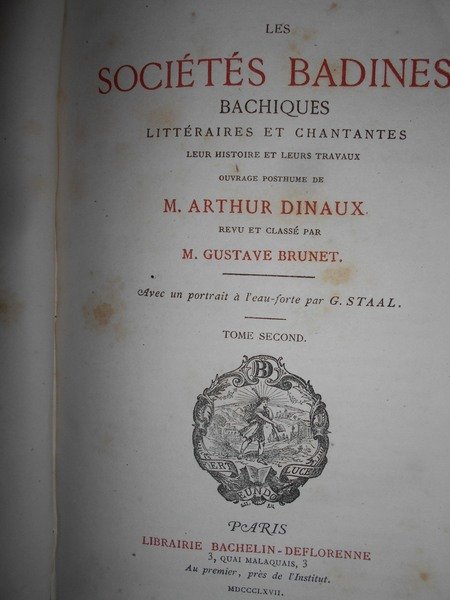 LES
SOCIÉTÉS BADINES
BACHIQUES
LITTÉRAIRES ET CHANTANTES
LEUR HISTOIRE ET LEURS TRAVAUX
OUVRAGE POSTHUME DE
M. ARTHUR DINAUX
REVU ET CLASSÉ PAR
M. GUSTAVE BRUNET.
Avec un portrait à l'eau-forte par G. STAAL.
TOME SECOND.
BD
EUNDO
PARIS
LIBRAIRIE BACHELIN-DEFLORENNE
3, QUAI MALAQUAIS, 3
Au premier, près de l'Institut.
MDCCCLXVII.